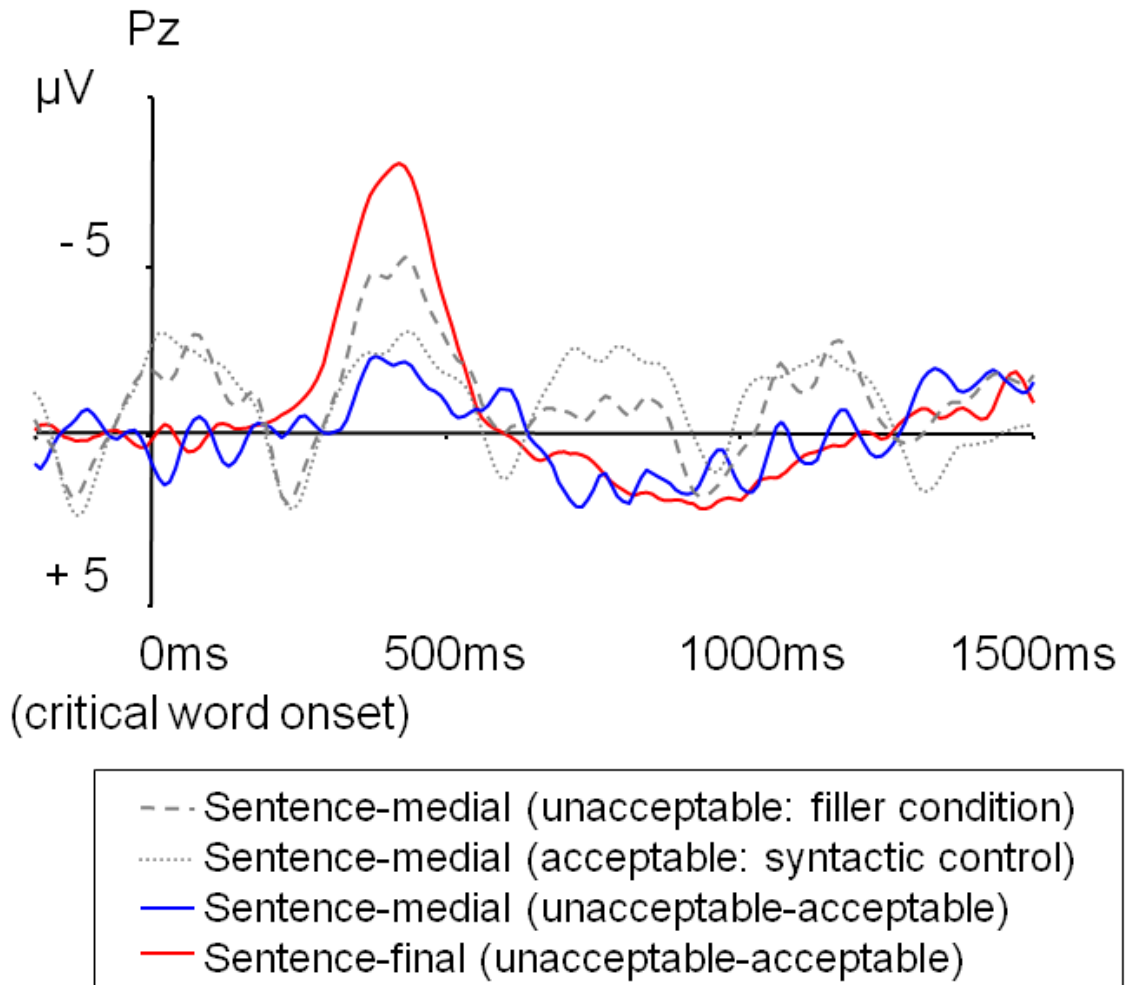 Pz
µV
- 5
+ 5
0ms 500ms 1000ms 1500ms
(critical word onset)
Sentence-medial (unacceptable: filler condition)
Sentence-medial (acceptable: syntactic control)
Sentence-medial (unacceptable-acceptable)
Sentence-final (unacceptable-acceptable)